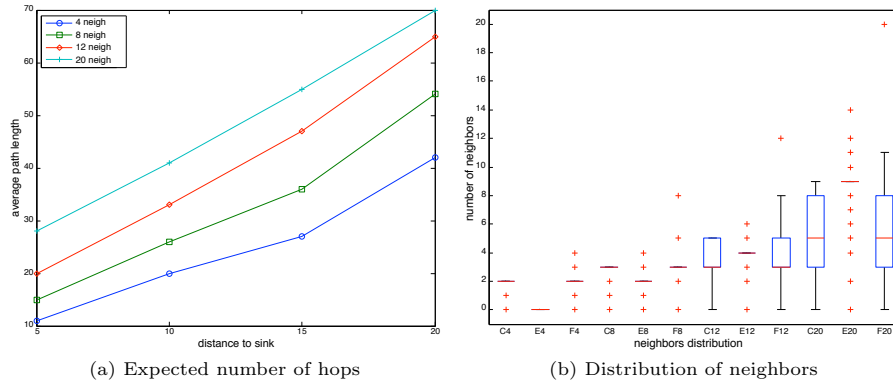 4 neigh
8 neigh
12 neigh
20 neigh
70
60
50
40
30
20
10
average path length
5
10
15
20
distance to sink
(a) Expected number of hops
20
18
16
14
12
10
8
6
4
2
0
number of neighbors
C4 E4 F4 C8 E8 F8 C12 E12 F12 C20 E20 F20
neighbors distribution
(b) Distribution of neighbors